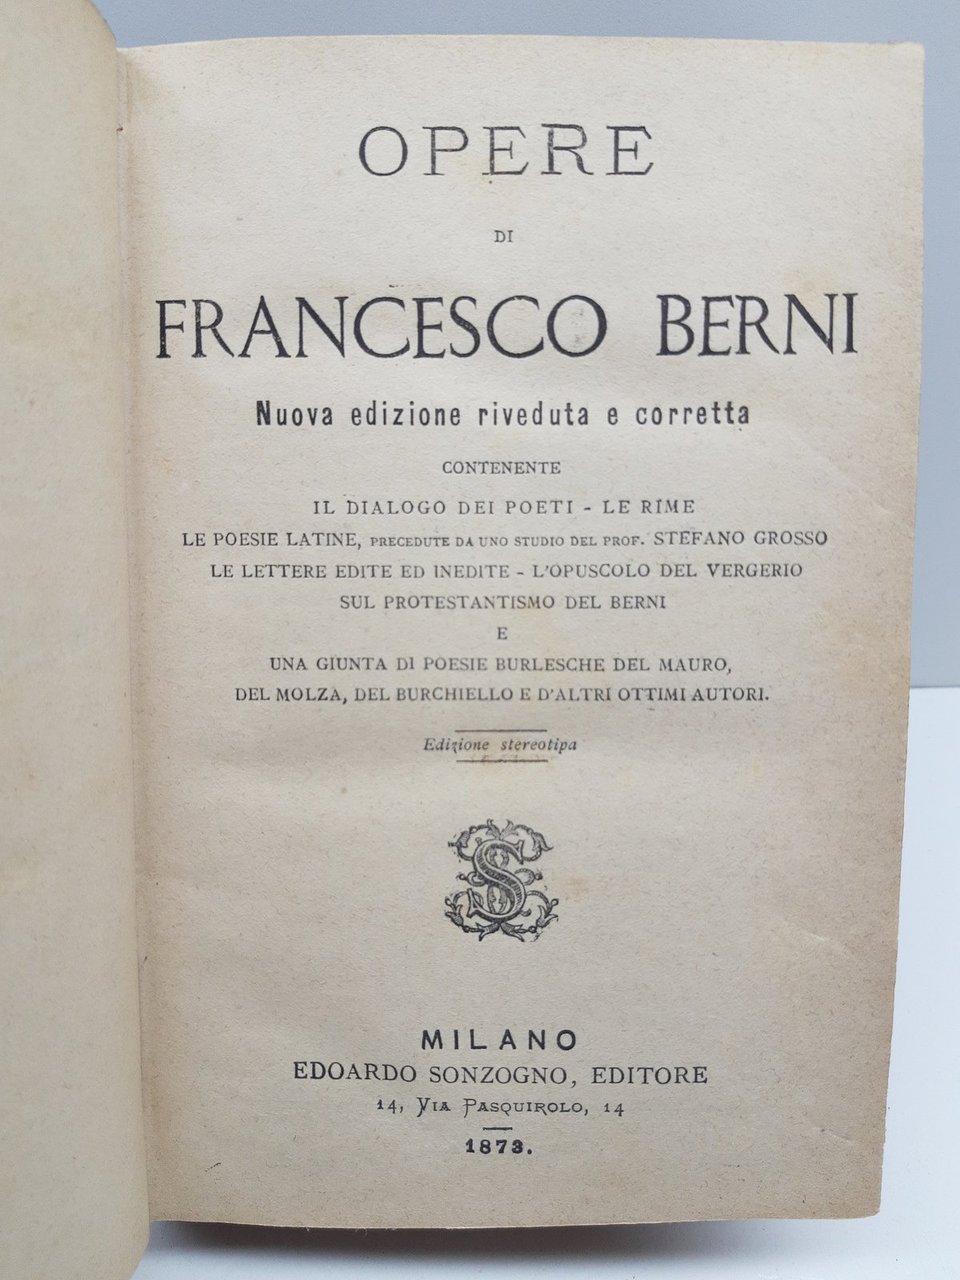 OPERE
DI
FRANCESCO BERNI
Nuova edizione riveduta e corretta
CONTENENTE
IL DIALOGO DEI POETI - LE RIME
LE POESIE LATINE, PRECEDUTE DA UNO STUDIO DEL PROF. STEFANO GROSSO
LE LETTERE EDITE ED INEDITE - L'OPUSCOLO DEL VERGERIO
SUL PROTESTANTISMO DEL BERNI
E
UNA GIUNTA DI POESIE BURLESCHE DEL MAURO,
DEL MOLZA, DEL BURCHIELLO E D'ALTRI OTTIMI AUTORI.
Edizione stereotipa
MILANO
EDOARDO SONZOGNO, EDITORE
14, VIA PASQUIROLO, 14
1873.